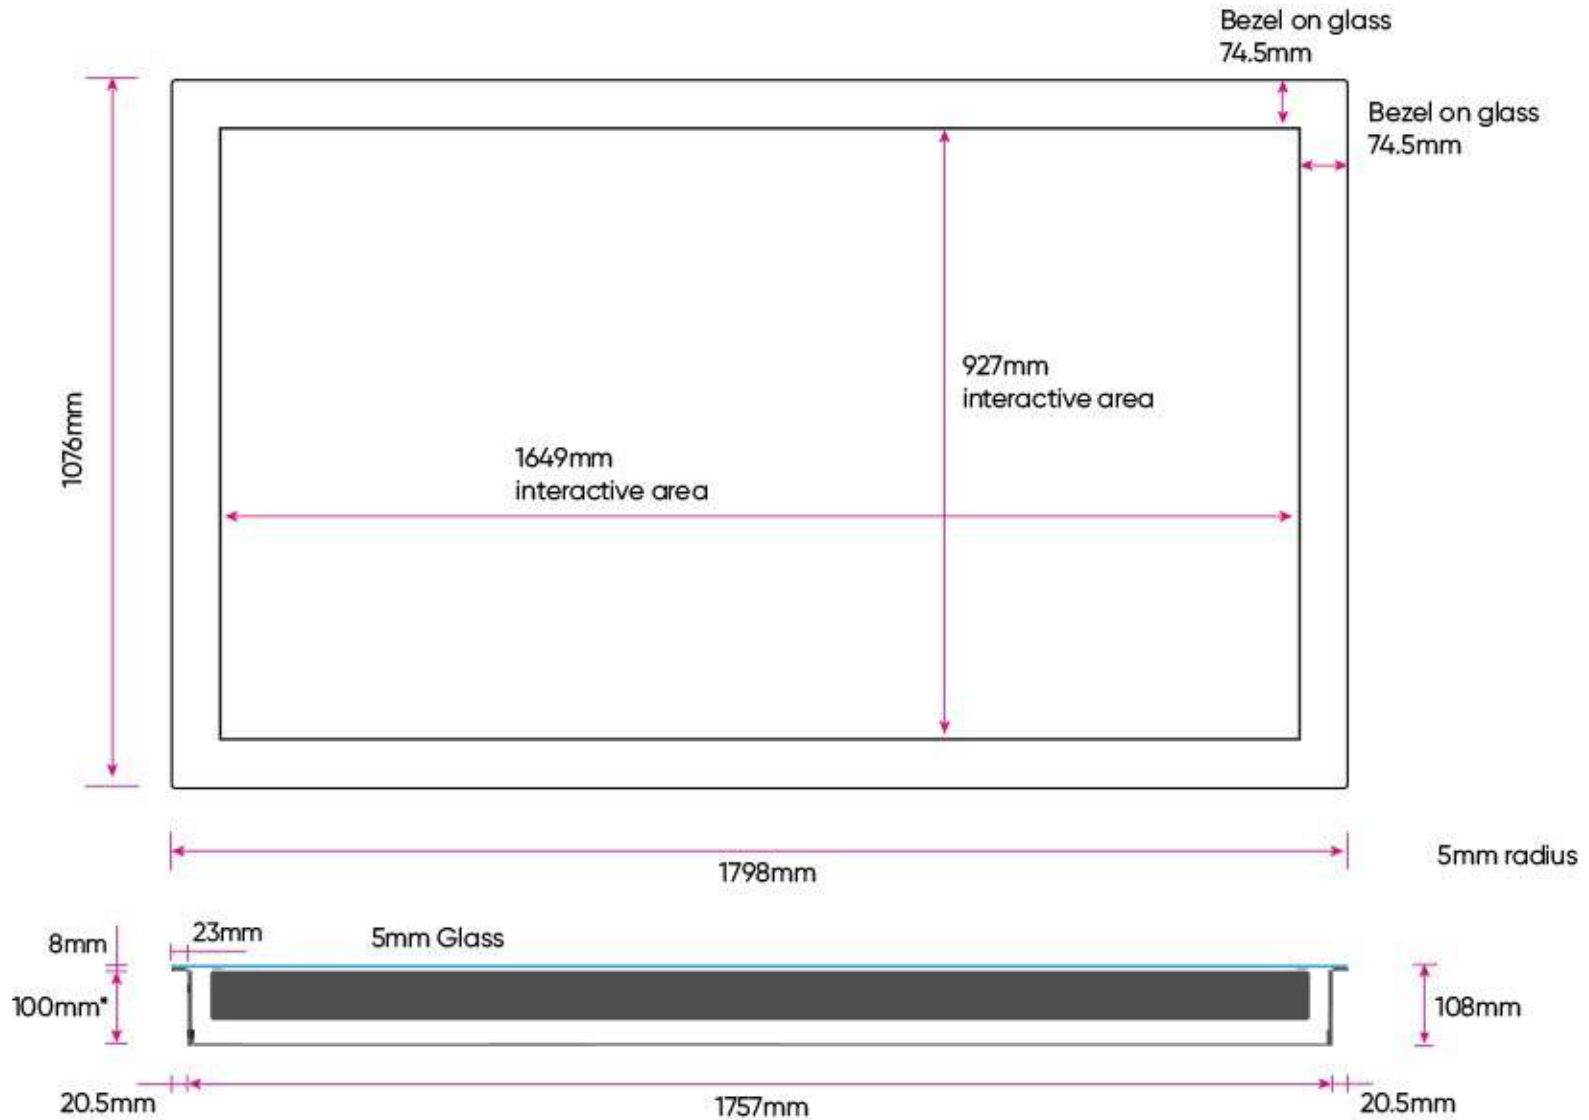 Bezel on glass
74.5mm
Bezel on glass
74.5mm
927mm
interactive area
1076mm
1649mm
interactive area
5mm radius
1798mm
23mm
5mm Glass
8mm
100mm*
108mm
20.5mm
1757mm
20.5mm